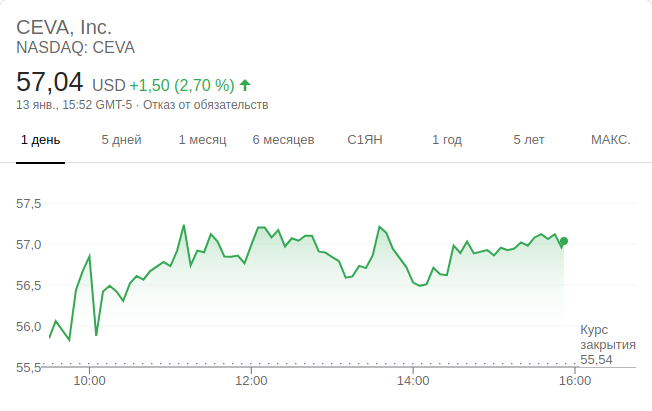 CEVA, Inc.
NASDAQ: CEVA
57,04 USD +1,50 (2,70 %)
13 янв., 15:52 GMT-5 · Отказ от обязательств
1 день 5 дней 1 месяц 6 месяцев С1ЯН 1 год 5 лет МАКС.
57,5
57,0
56,5
56,0
Курс
закрытия
55,54
55,5
10:00 12:00 14:00 16:00